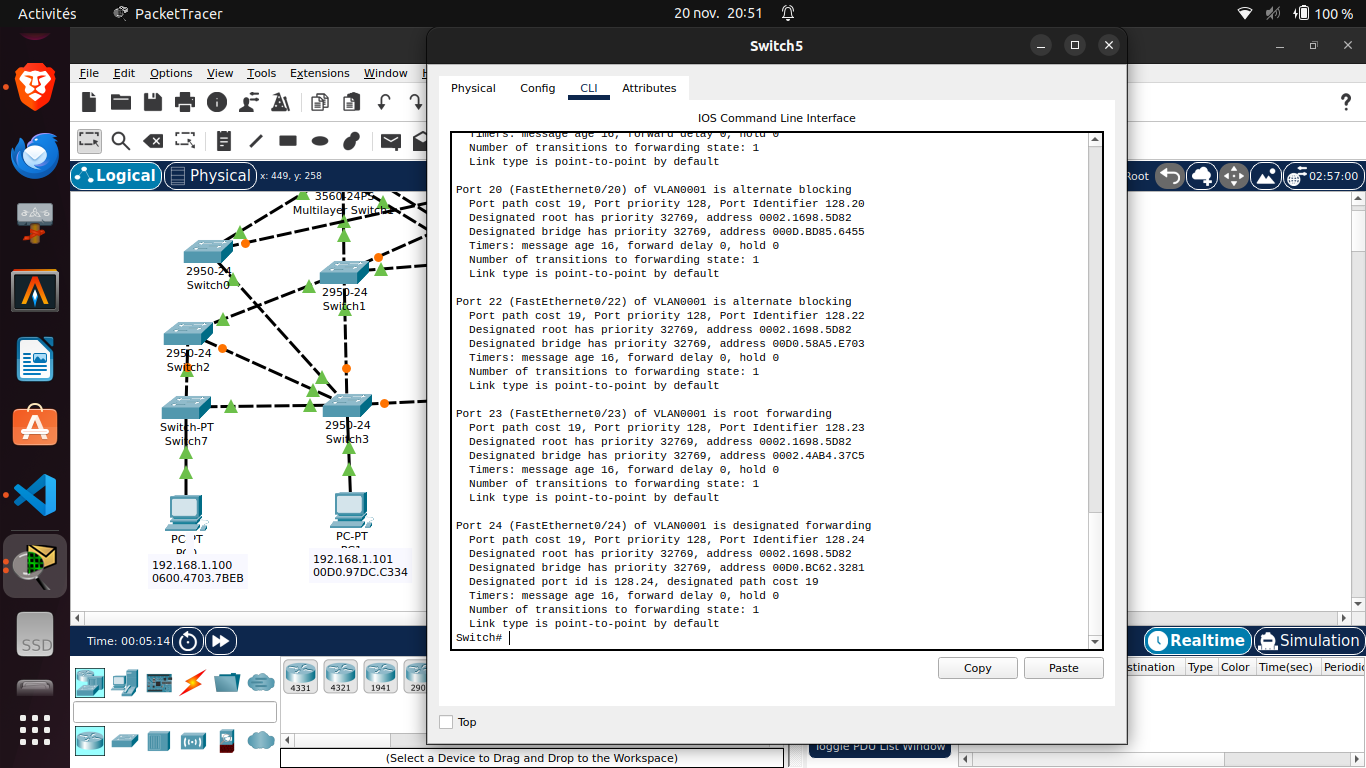 Activités
PacketTracer
20 nov. 20:51
100 %
Switch5
File Edit Options View Tools Extensions Window
Logical
Physical
x: 449, y: 258
Root
02:57:00
Physical Config CLI Attributes
IOS Command Line Interface
Timers: message age 16, forward delay 0, hold 0
Number of transitions to forwarding state: 1
Link type is point-to-point by default
Port 20 (FastEthernet0/20) of VLAN0001 is alternate blocking
Port path cost 19, Port priority 128, Port Identifier 128.20
Designated root has priority 32769, address 0002.1698.5D82
Designated bridge has priority 32769, address 000D.BD85.6455
Timers: message age 16, forward delay 0, hold 0
Number of transitions to forwarding state: 1
Link type is point-to-point by default
Port 22 (FastEthernet0/22) of VLAN0001 is alternate blocking
Port path cost 19, Port priority 128, Port Identifier 128.22
Designated root has priority 32769, address 0002.1698.5D82
Designated bridge has priority 32769, address 00D0.58A5.E703
Timers: message age 16, forward delay 0, hold 0
Number of transitions to forwarding state: 1
Link type is point-to-point by default
Port 23 (FastEthernet0/23) of VLAN0001 is root forwarding
Port path cost 19, Port priority 128, Port Identifier 128.23
Designated root has priority 32769, address 0002.1698.5D82
Designated bridge has priority 32769, address 0002.4AB4.37C5
Timers: message age 16, forward delay 0, hold 0
Number of transitions to forwarding state: 1
Link type is point-to-point by default
Port 24 (FastEthernet0/24) of VLAN0001 is designated forwarding
Port path cost 19, Port priority 128, Port Identifier 128.24
Designated root has priority 32769, address 0002.1698.5D82
Designated bridge has priority 32769, address 00D0.BC62.3281
Designated port id is 128.24, designated path cost 19
Timers: message age 16, forward delay 0, hold 0
Number of transitions to forwarding state: 1
Link type is point-to-point by default
Switch#
Copy
Paste
Top
3560-24PS
Multilayer Switch2
2950-24
Switch0
2950-24
Switch1
2950-24
Switch2
Switch-PT
Switch7
2950-24
Switch3
PC-PT
PC-PT
PC1
192.168.1.100
0600.4703.7BEB
192.168.1.101
00D0.97DC.C334
Time: 00:05:14
Realtime
Simulation
4331
4321
1941
290
stination Type Color Time(sec) Periodic
(Select a Device to Drag and Drop to the Workspace)
Toggle PDU List Window
SSD